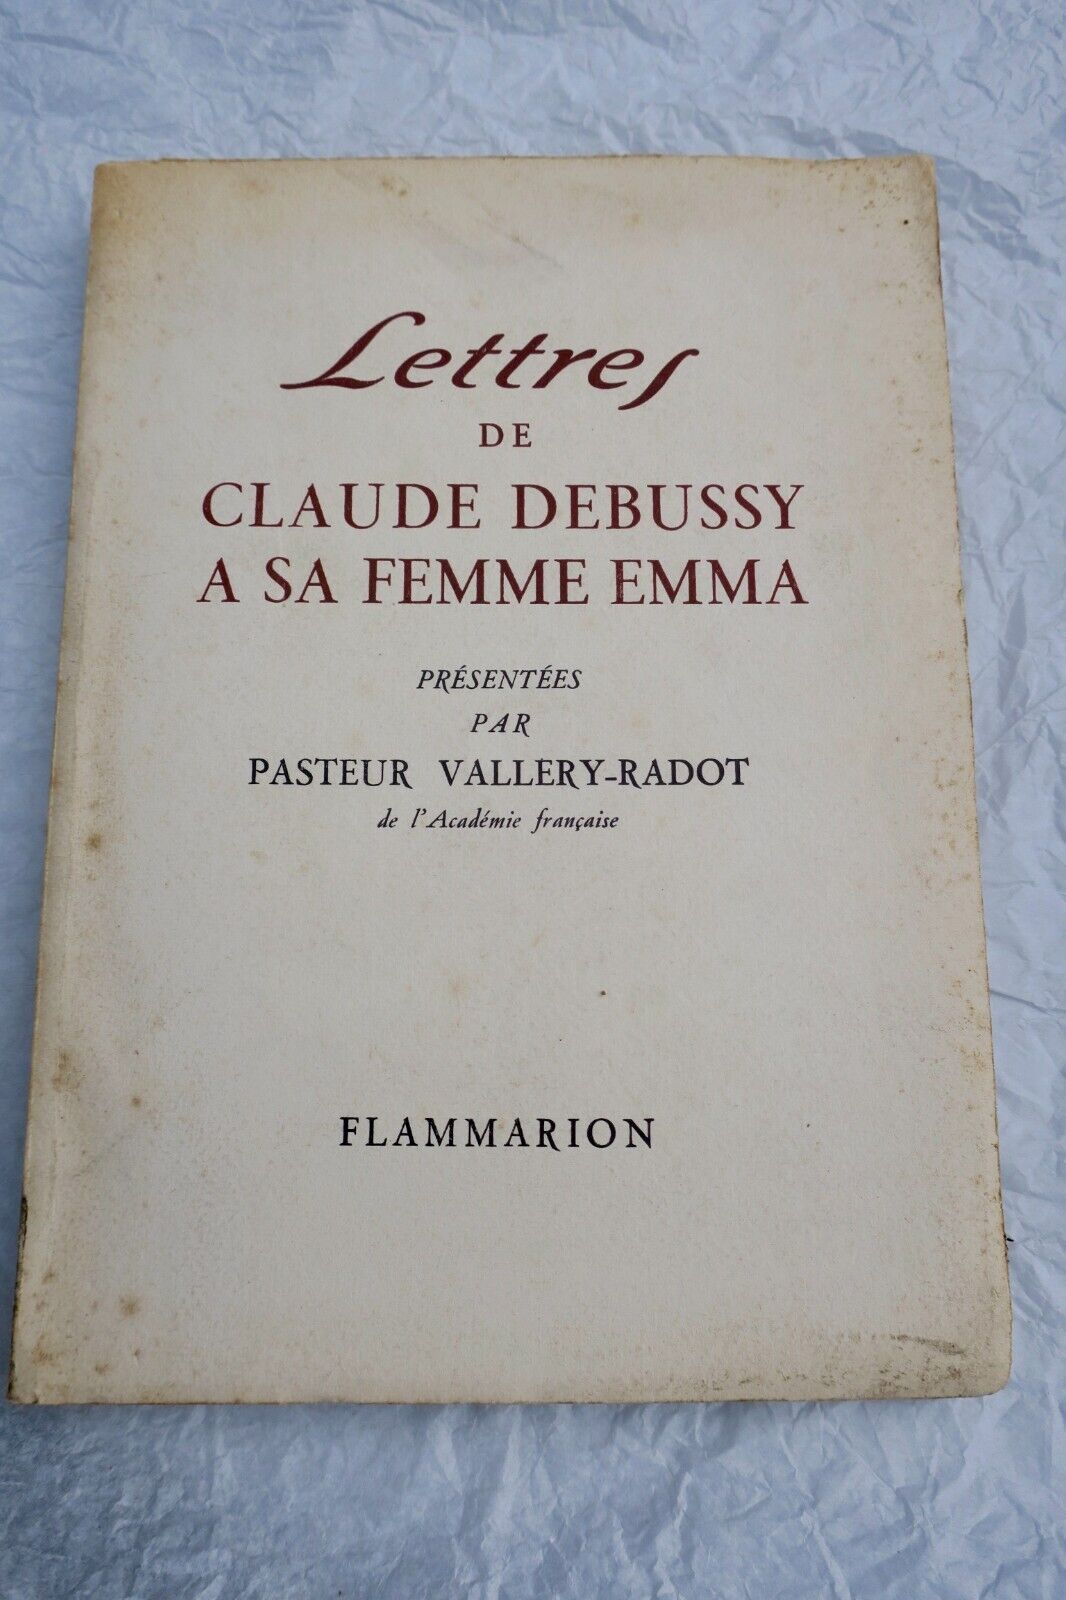 Lettres
DE
CLAUDE DEBUSSY
A SA FEMME EMMA
PRÉSENTÉES
PAR
PASTEUR VALLERY-RADOT
de l'Académie française
FLAMMARION